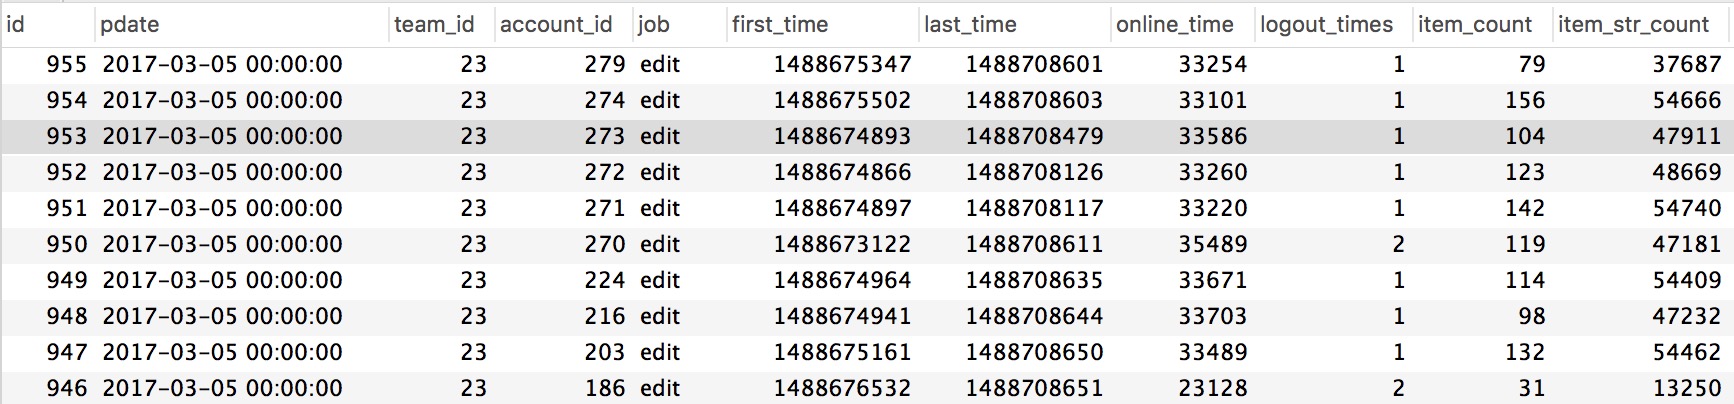 id pdate team_id account_id job first_time last_time online_time logout_times item_count item_str_count
955 2017-03-05 00:00:00 23 279 edit 1488675347 1488708601 33254 1 79 37687
954 2017-03-05 00:00:00 23 274 edit 1488675502 1488708603 33101 1 156 54666
953 2017-03-05 00:00:00 23 273 edit 1488674893 1488708479 33586 1 104 47911
952 2017-03-05 00:00:00 23 272 edit 1488674866 1488708126 33260 1 123 48669
951 2017-03-05 00:00:00 23 271 edit 1488674897 1488708117 33220 1 142 54740
950 2017-03-05 00:00:00 23 270 edit 1488673122 1488708611 35489 2 119 47181
949 2017-03-05 00:00:00 23 224 edit 1488674964 1488708635 33671 1 114 54409
948 2017-03-05 00:00:00 23 216 edit 1488674941 1488708644 33703 1 98 47232
947 2017-03-05 00:00:00 23 203 edit 1488675161 1488708650 33489 1 132 54462
946 2017-03-05 00:00:00 23 186 edit 1488676532 1488708651 23128 2 31 13250